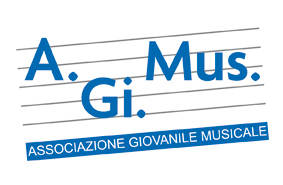 A. Mus.
Gi.
ASSOCIAZIONE GIOVANILE MUSICALE